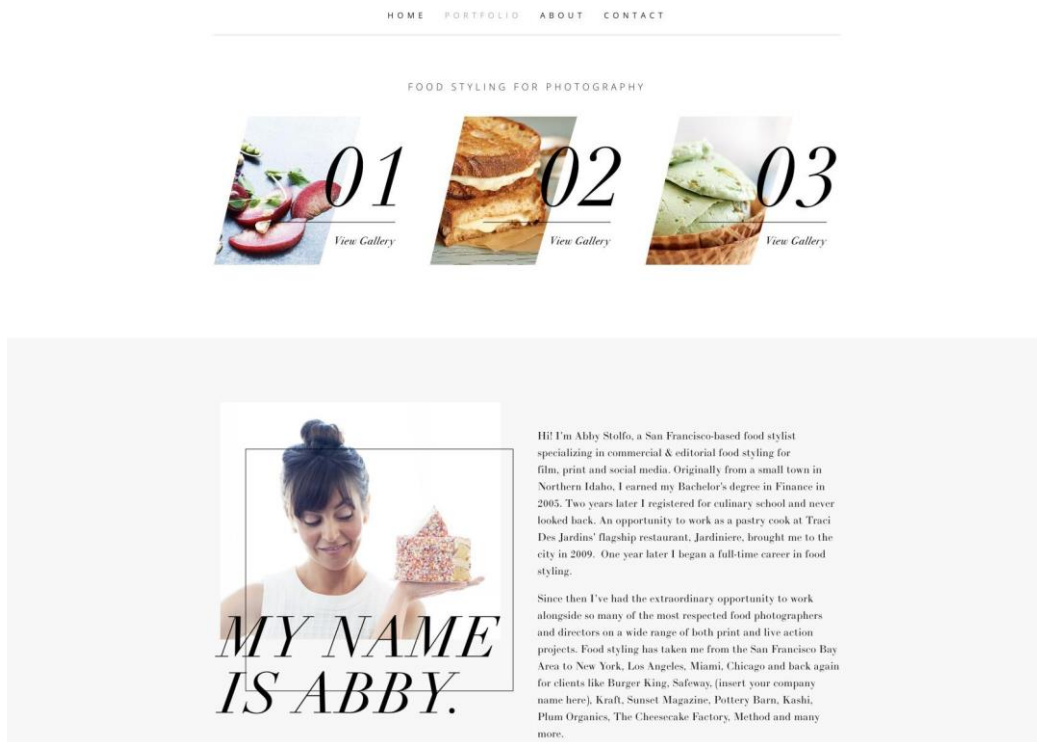 HOME PORTFOLIO ABOUT CONTACT
FOOD STYLING FOR PHOTOGRAPHY
01
View Gallery
02
View Gallery
03
View Gallery
MY NAME
IS ABBY.
Hi! I'm Abby Stolfo, a San Francisco-based food stylist
specializing in commercial & editorial food styling for
film, print and social media. Originally from a small town in
Northern Idaho, I earned my Bachelor's degree in Finance in
2005. Two years later I registered for culinary school and never
looked back. An opportunity to work as a pastry cook at Traci
Des Jardins' flagship restaurant, Jardiniere, brought me to the
city in 2009. One year later I began a full-time career in food
styling.
Since then I've had the extraordinary opportunity to work
alongside so many of the most respected food photographers
and directors on a wide range of both print and live action
projects. Food styling has taken me from the San Francisco Bay
Area to New York, Los Angeles, Miami, Chicago and back again
for clients like Burger King, Safeway, (insert your company
name here), Kraft, Sunset Magazine, Pottery Barn, Kashi,
Plum Organics, The Cheesecake Factory, Method and many
more.